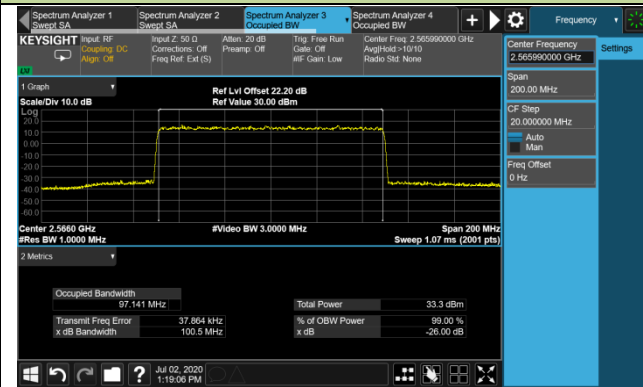 Spectrum Analyzer 1
Swept SA
Spectrum Analyzer 2
Swept SA
Spectrum Analyzer 3
Occupied BW
Spectrum Analyzer 4
Occupied BW
Frequency
KEYSIGHT
Input: RF
Coupling: DC
Align: Off
Input Z: 50 Ω
Corrections: Off
Freq Ref: Ext (S)
Atten: 20 dB
Preamp: Off
Trig: Free Run
Gate: Off
#IF Gain: Low
Center Freq: 2.565990000 GHz
Avg|Hold:>10/10
Radio Std: None
Center Frequency
2.565990000 GHz
Settings
Span
200.00 MHz
CF Step
20.000000 MHz
Auto
Man
Freq Offset
0 Hz
1 Graph
Scale/Div 10.0 dB
Ref Lvl Offset 22.20 dB
Ref Value 30.00 dBm
Log
20.0
10.0
0.00
-10.0
-20.0
-30.0
-40.0
-50.0
-60.0
Center 2.5660 GHz
#Res BW 1.0000 MHz
#Video BW 3.0000 MHz
Span 200 MHz
Sweep 1.07 ms (2001 pts)
2 Metrics
Occupied Bandwidth
97.141 MHz
Total Power 33.3 dBm
Transmit Freq Error 37.864 kHz
% of OBW Power 99.00 %
x dB Bandwidth 100.5 MHz
x dB -26.00 dB
Jul 02, 2020
1:19:06 PM